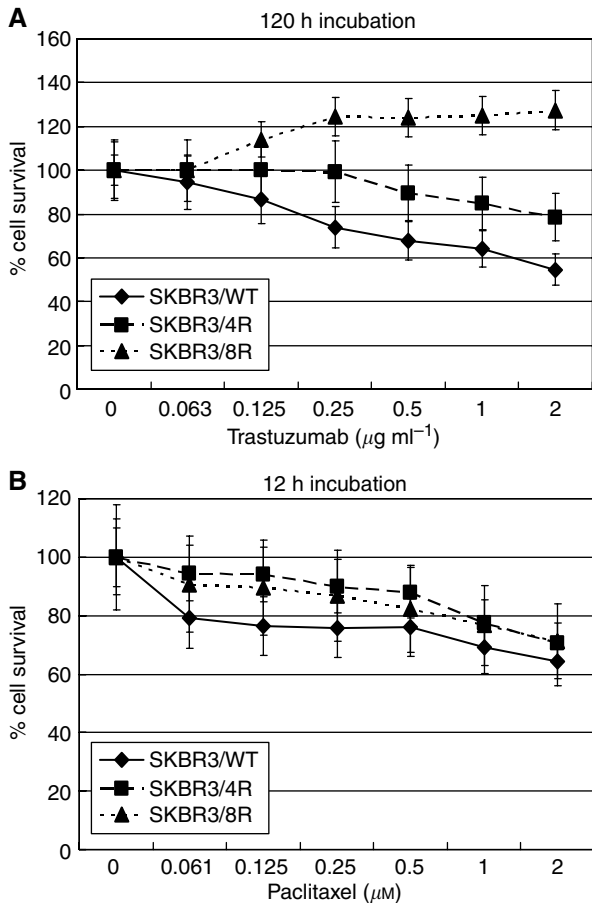 A
120 h incubation
160
140
120
100
80
60
40
20
0
% cell survival
SKBR3/WT
SKBR3/4R
SKBR3/8R
0 0.063 0.125 0.25 0.5 1 2
Trastuzumab (μg ml⁻¹)
B
12 h incubation
120
100
80
60
40
20
0
% cell survival
SKBR3/WT
SKBR3/4R
SKBR3/8R
0 0.061 0.125 0.25 0.5 1 2
Paclitaxel (μM)